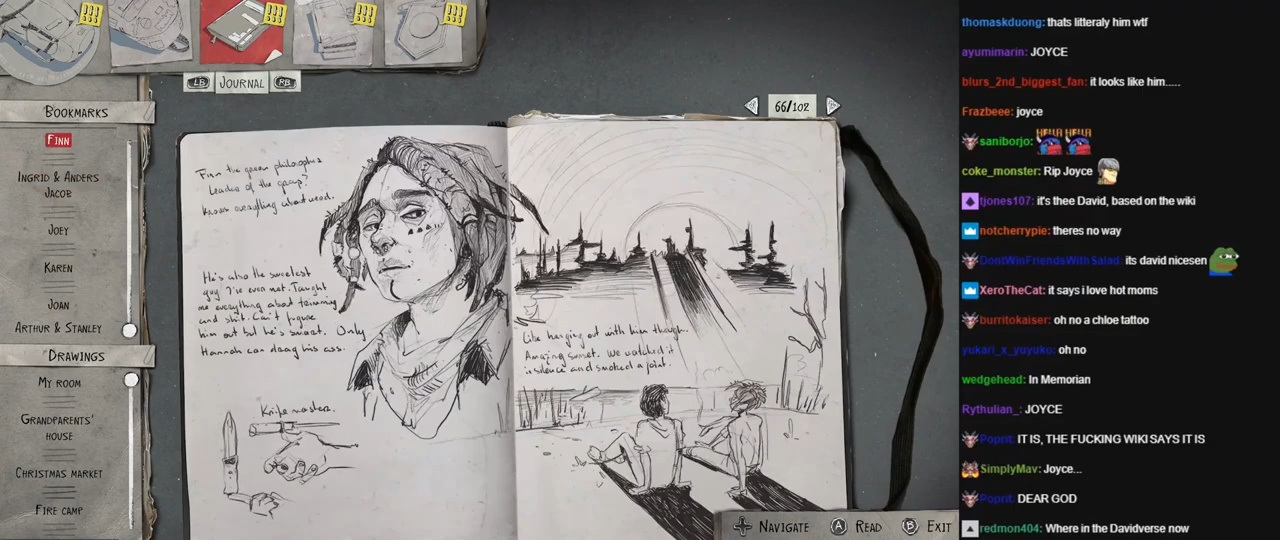 LB JOURNAL RB
66/102
BOOKMARKS
FINN
INGRID & ANDERS
JACOB
JOEY
KAREN
JOAN
ARTHUR & STANLEY
DRAWINGS
MY ROOM
GRANDPARENTS'
HOUSE
CHRISTMAS MARKET
FIRE CAMP
Finn the green philosopher
Leader of the group?
Knows everything about weed.
He's also the sweetest
guy I've ever met. Taught
me everything about trimming
and shit. Can't figure
him out but he's smart. Only
Hannah can drag his ass.
Knife master.
Like hanging out with him though.
Amazing sunset. We watched it
in silence and smoked a joint.
NAVIGATE A READ B EXIT
thomaskduong: thats litteraly him wtf
ayumimarin: JOYCE
blurs_2nd_biggest_fan: it looks like him.....
Frazbeee: joyce
saniborjo: HELLA HELLA
coke_monster: Rip Joyce
tjones107: it's thee David, based on the wiki
notcherrypie: theres no way
DontWinFriendsWithSalad: its david nicesen
XeroTheCat: it says i love hot moms
burritokaiser: oh no a chloe tattoo
yukari_x_yuyuko: oh no
wedgehead: In Memorian
Rythulian_: JOYCE
Poprit: IT IS, THE FUCKING WIKI SAYS IT IS
SimplyMav: Joyce...
Poprit: DEAR GOD
redmon404: Where in the Davidverse now